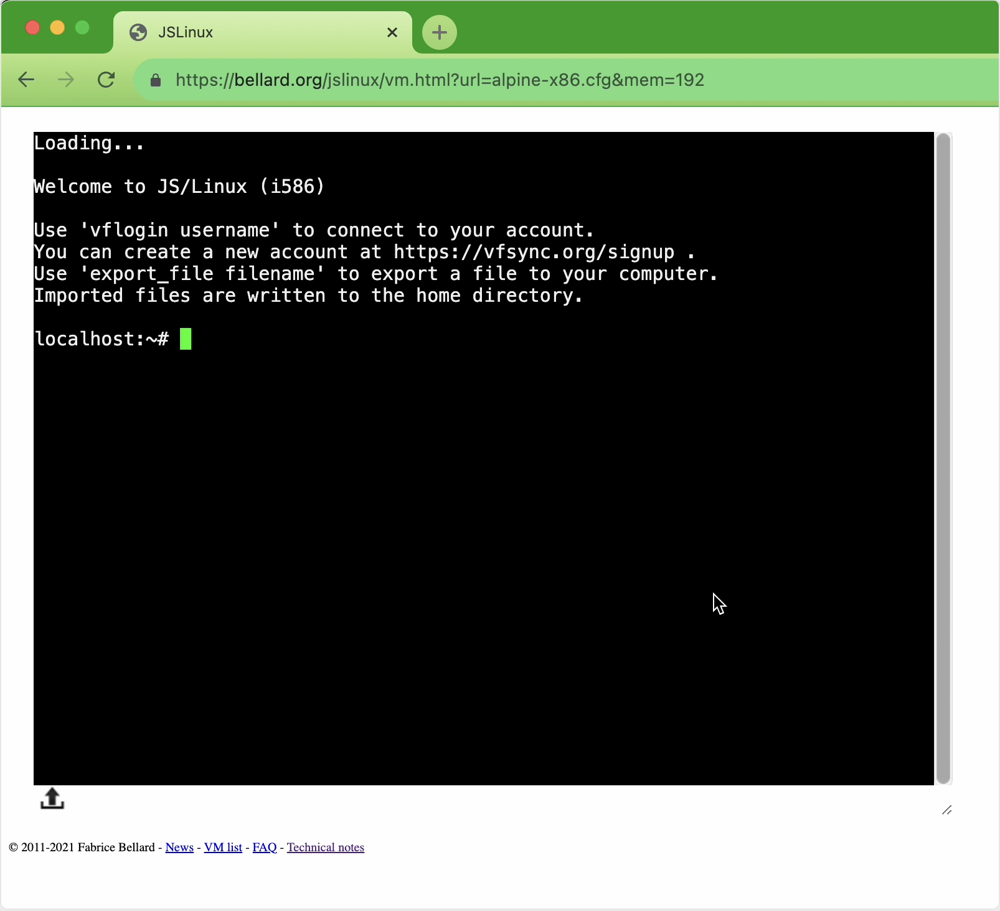 JSLinux
https://bellard.org/jslinux/vm.html?url=alpine-x86.cfg&mem=192
Loading...
Welcome to JS/Linux (i586)
Use 'vflogin username' to connect to your account.
You can create a new account at https://vfsync.org/signup .
Use 'export_file filename' to export a file to your computer.
Imported files are written to the home directory.
localhost:~#
© 2011-2021 Fabrice Bellard - News - VM list - FAQ - Technical notes